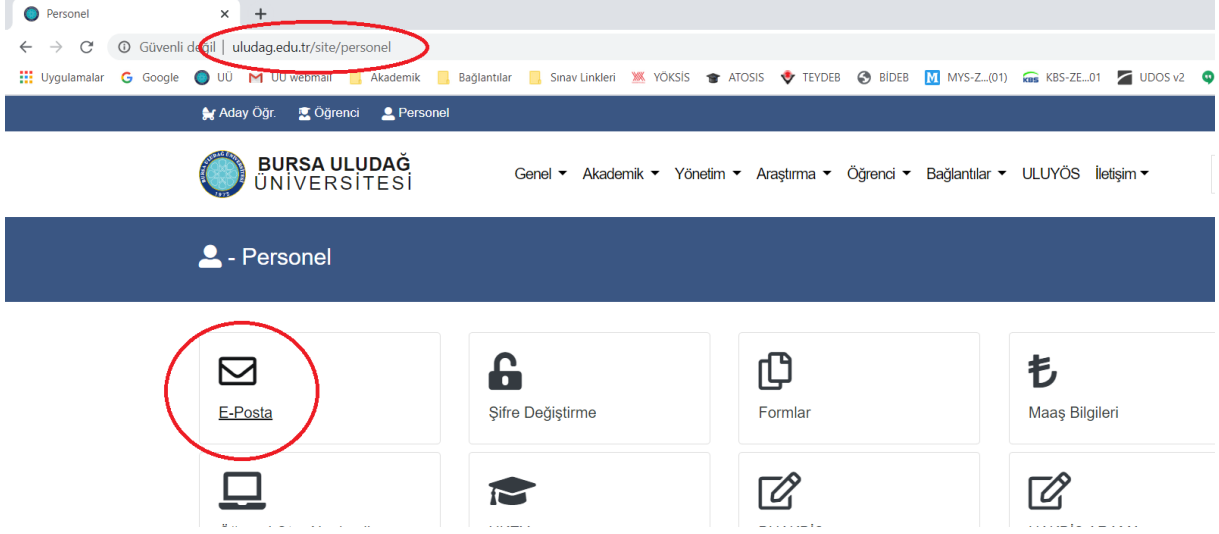 Personel
Güvenli değil | uludag.edu.tr/site/personel
Uygulamalar Google UÜ UÜ webmail Akademik Bağlantılar Sınav Linkleri YÖKSİS ATOSIS TEYDEB BİDEB MYS-Z...(01) KBS-ZE...01 UDOS v2
Aday Öğr. Öğrenci Personel
BURSA ULUDAĞ
ÜNİVERSİTESİ
Genel Akademik Yönetim Araştırma Öğrenci Bağlantılar ULUYÖS İletişim
- Personel
E-Posta Şifre Değiştirme Formlar Maaş Bilgileri